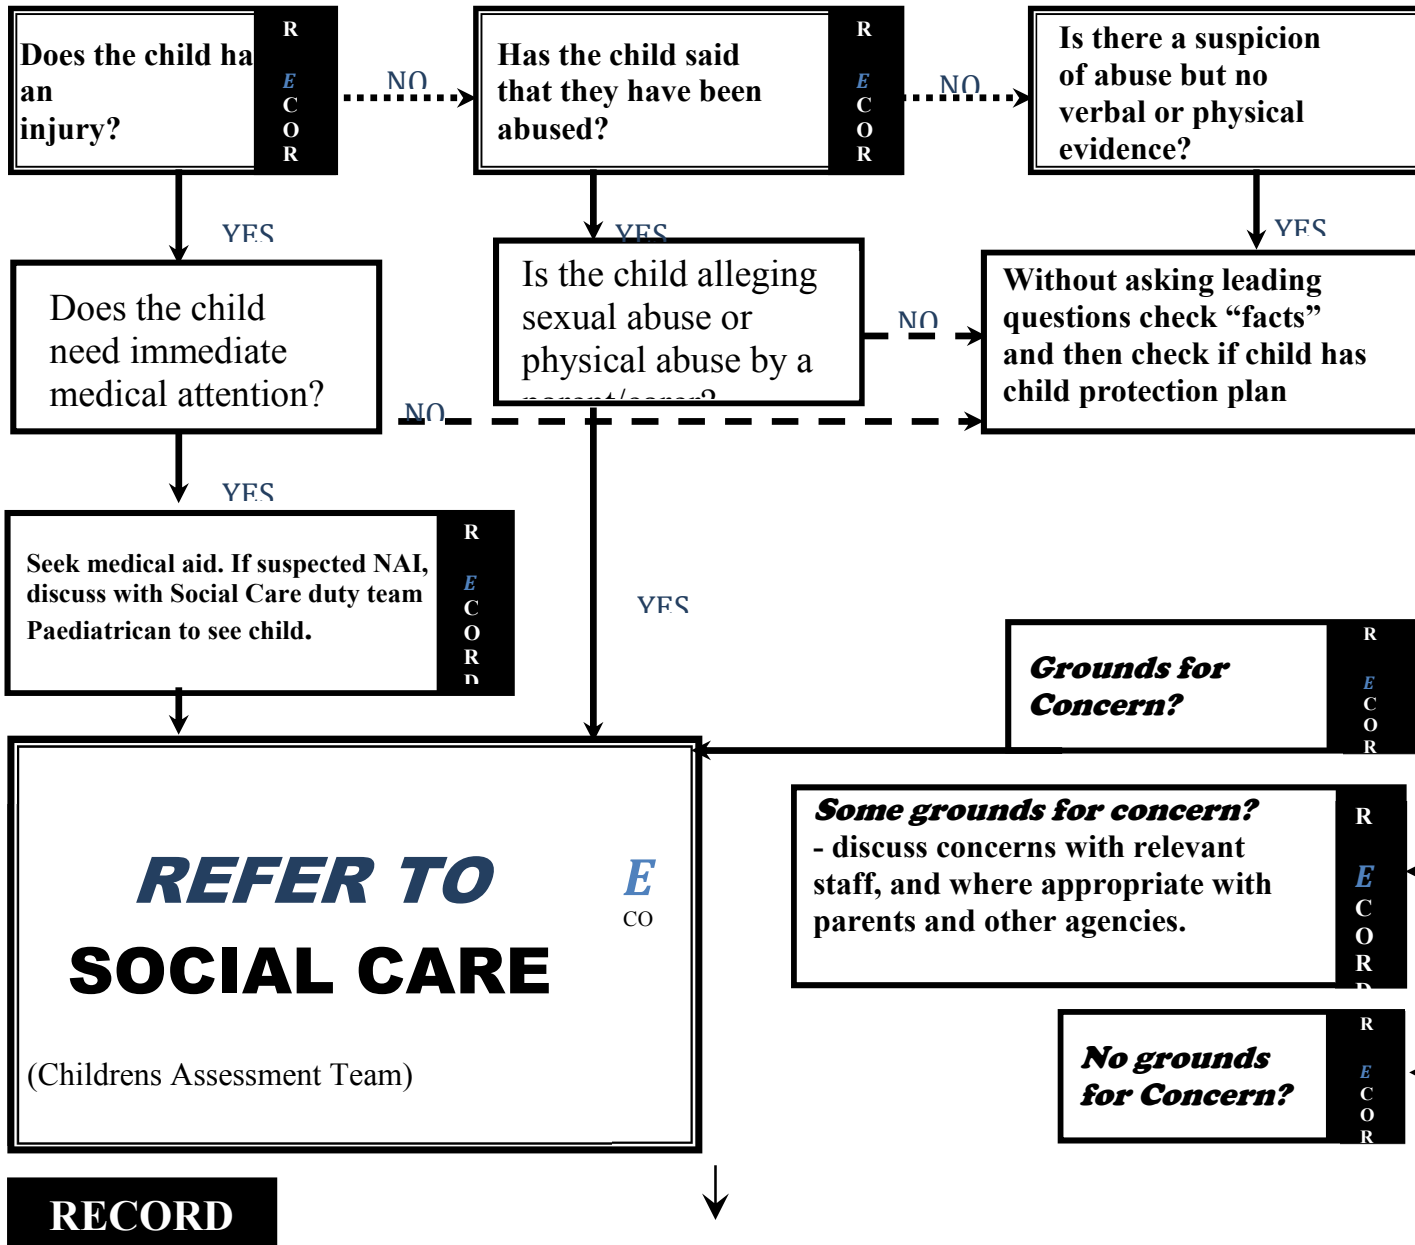 Does the child ha
an
injury?
R
E
C
O
R
NO
Has the child said
that they have been
abused?
R
E
C
O
R
NO
Is there a suspicion
of abuse but no
verbal or physical
evidence?
YES
YES
YES
Does the child
need immediate
medical attention?
NO
Is the child alleging
sexual abuse or
physical abuse by a
parent/carer?
NO
Without asking leading
questions check “facts”
and then check if child has
child protection plan
YES
Seek medical aid. If suspected NAI,
discuss with Social Care duty team
Paediatrican to see child.
R
E
C
O
R
D
YES
Grounds for
Concern?
R
E
C
O
R
Some grounds for concern?
- discuss concerns with relevant
staff, and where appropriate with
parents and other agencies.
R
E
C
O
R
D
REFER TO
SOCIAL CARE
E
CO
(Childrens Assessment Team)
No grounds
for Concern?
R
E
C
O
R
RECORD